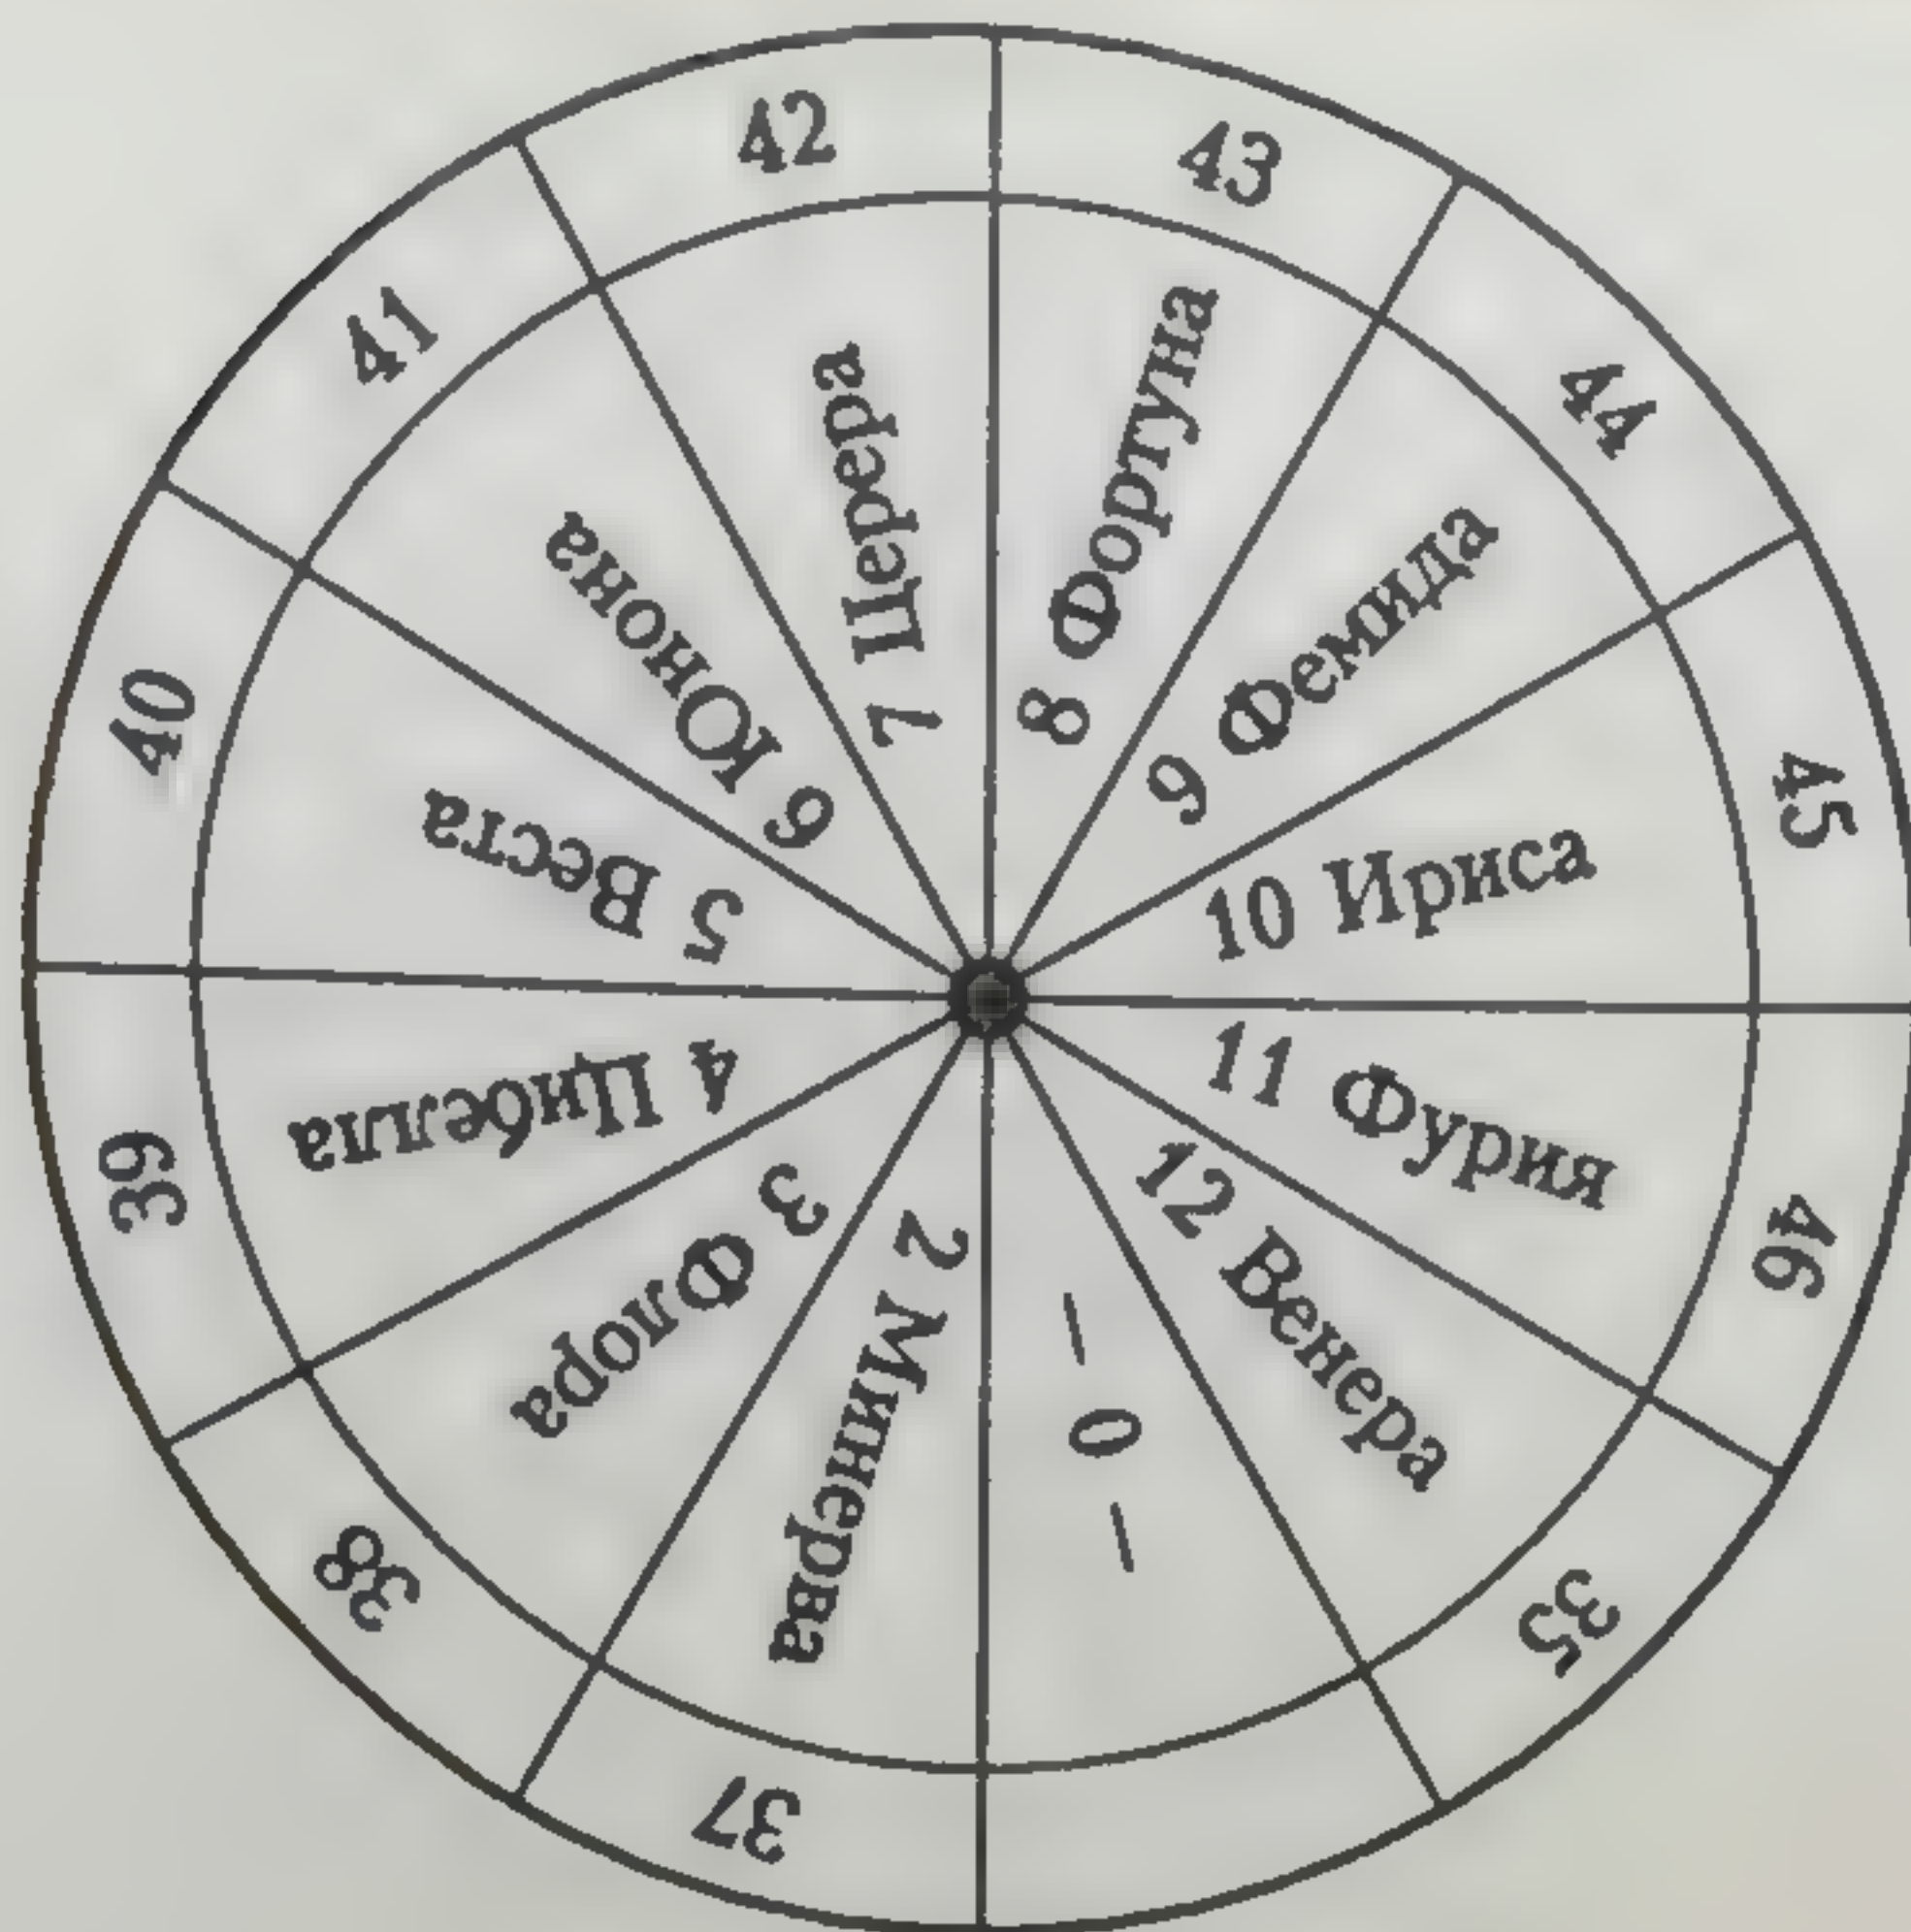 42
43
44
45
46
35
37
38
39
40
41
7 Церера
8 Фортуна
9 Фемида
10 Ириса
11 Фурия
12 Венера
— 0 —
2 Минерва
3 Флора
4 Цибелла
5 Веста
6 Юнона